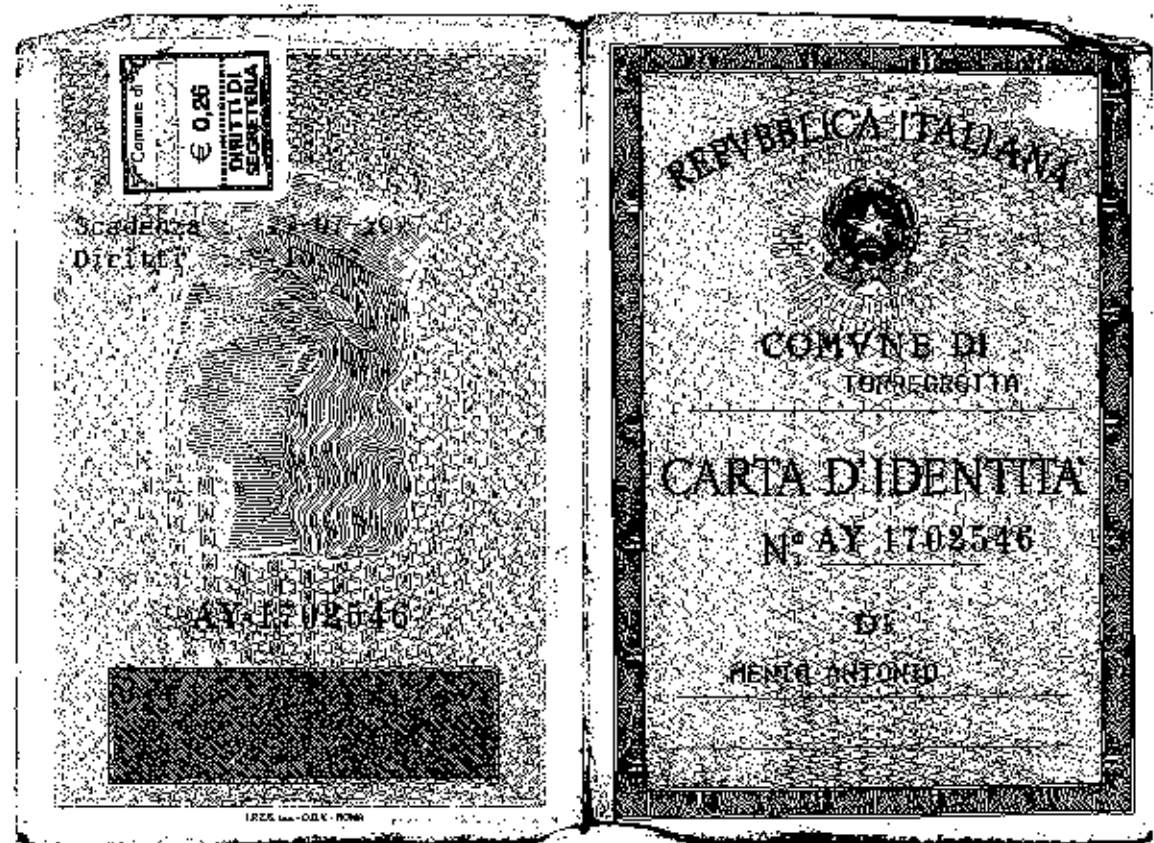 Comune di
€ 0,26
DIRITTI DI
SEGRETERIA
Scadenza :
Diritti
AY 1702546
REPVBBLICA ITALIANA
COMVNE DI
TORREGROTTA
CARTA D'IDENTITA'
N° AY 1702546
DI
ANTONIO